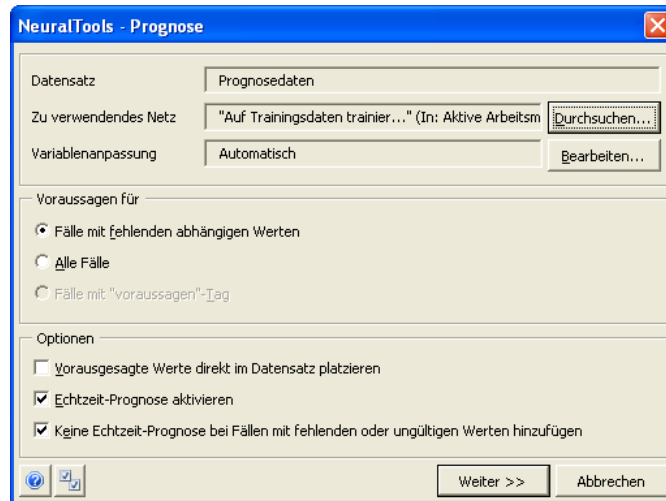 NeuralTools - Prognose
Datensatz Prognosedaten
Zu verwendendes Netz "Auf Trainingsdaten trainier..." (In: Aktive Arbeitsm Durchsuchen...
Variablenanpassung Automatisch Bearbeiten...
Voraussagen für
Fälle mit fehlenden abhängigen Werten
Alle Fälle
Fälle mit "voraussagen"-Tag
Optionen
Vorausgesagte Werte direkt im Datensatz platzieren
Echtzeit-Prognose aktivieren
Keine Echtzeit-Prognose bei Fällen mit fehlenden oder ungültigen Werten hinzufügen
Weiter >> Abbrechen